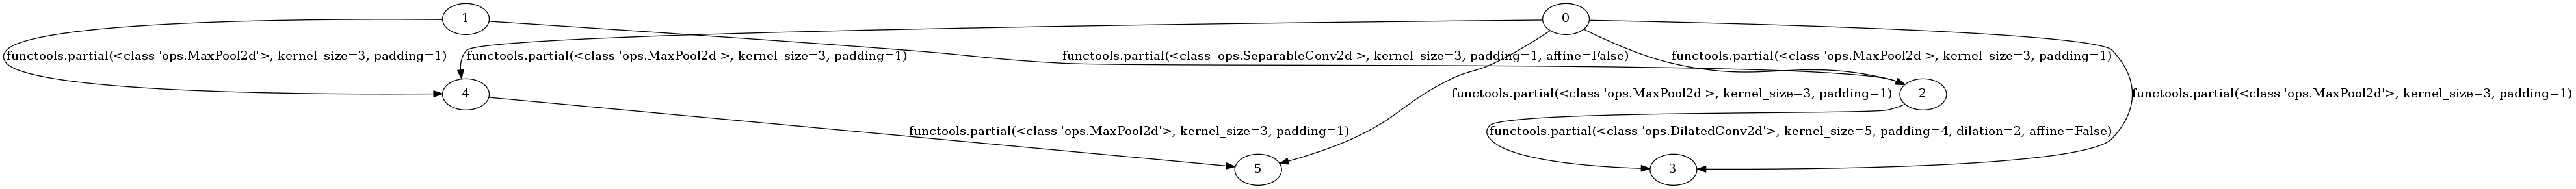 1
0
functools.partial(<class 'ops.MaxPool2d'>, kernel_size=3, padding=1)
functools.partial(<class 'ops.MaxPool2d'>, kernel_size=3, padding=1)
functools.partial(<class 'ops.SeparableConv2d'>, kernel_size=3, padding=1, affine=False)
functools.partial(<class 'ops.MaxPool2d'>, kernel_size=3, padding=1)
4
functools.partial(<class 'ops.MaxPool2d'>, kernel_size=3, padding=1)
2
functools.partial(<class 'ops.MaxPool2d'>, kernel_size=3, padding=1)
functools.partial(<class 'ops.MaxPool2d'>, kernel_size=3, padding=1)
functools.partial(<class 'ops.DilatedConv2d'>, kernel_size=5, padding=4, dilation=2, affine=False)
5
3